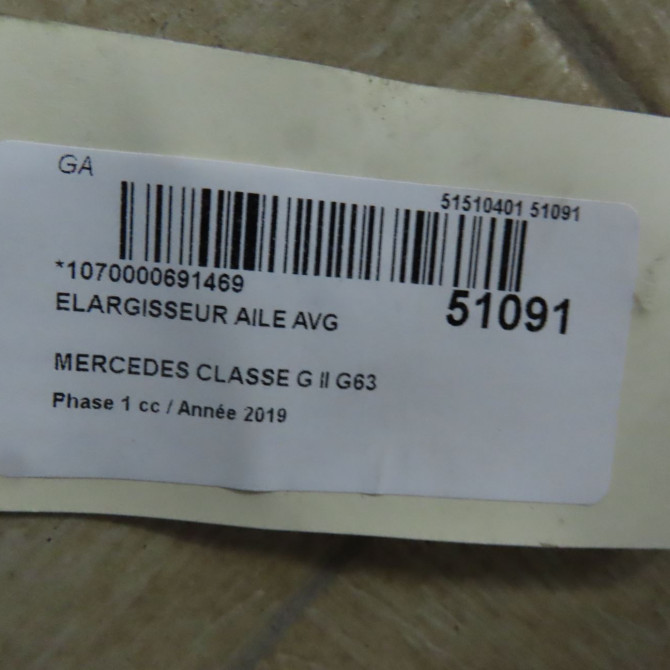 GA
51510401 51091
*1070000691469
51091
ELARGISSEUR AILE AVG
MERCEDES CLASSE G II G63
Phase 1 cc / Année 2019